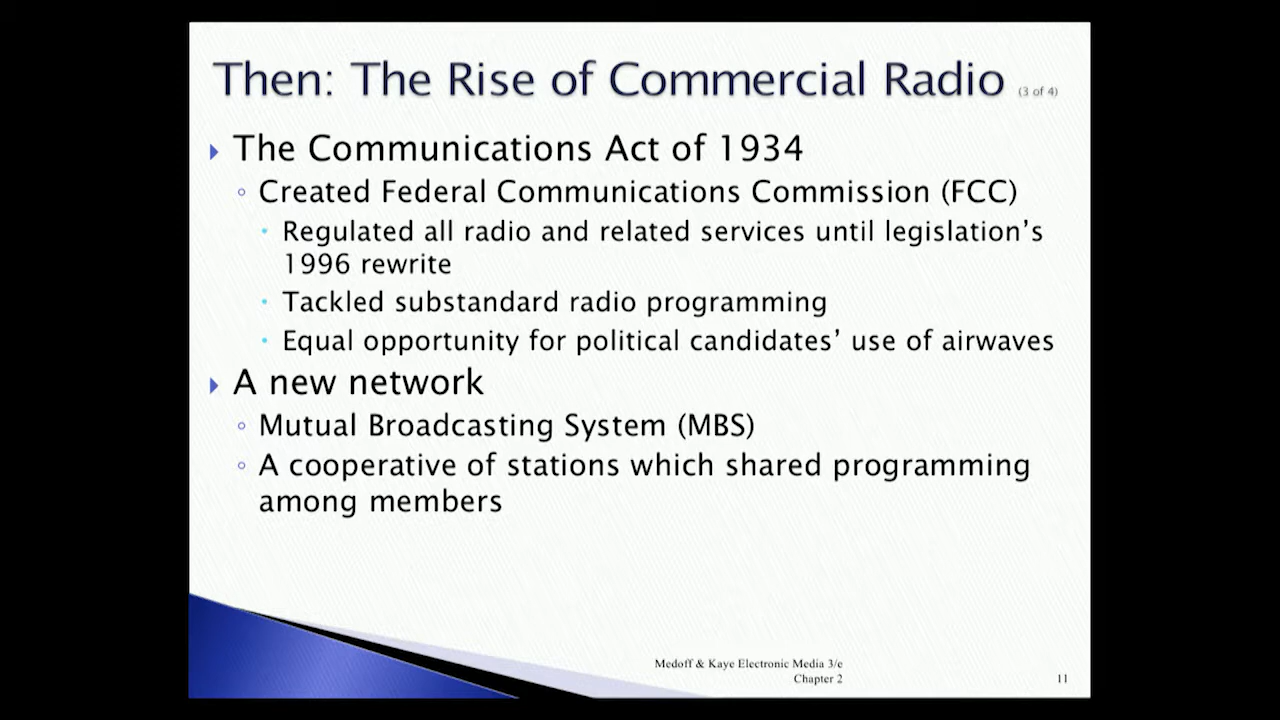 Then: The Rise of Commercial Radio (3 of 4)
The Communications Act of 1934
Created Federal Communications Commission (FCC)
Regulated all radio and related services until legislation's
1996 rewrite
Tackled substandard radio programming
Equal opportunity for political candidates' use of airwaves
A new network
Mutual Broadcasting System (MBS)
A cooperative of stations which shared programming
among members
Medoff & Kaye Electronic Media 3/e
Chapter 2
11